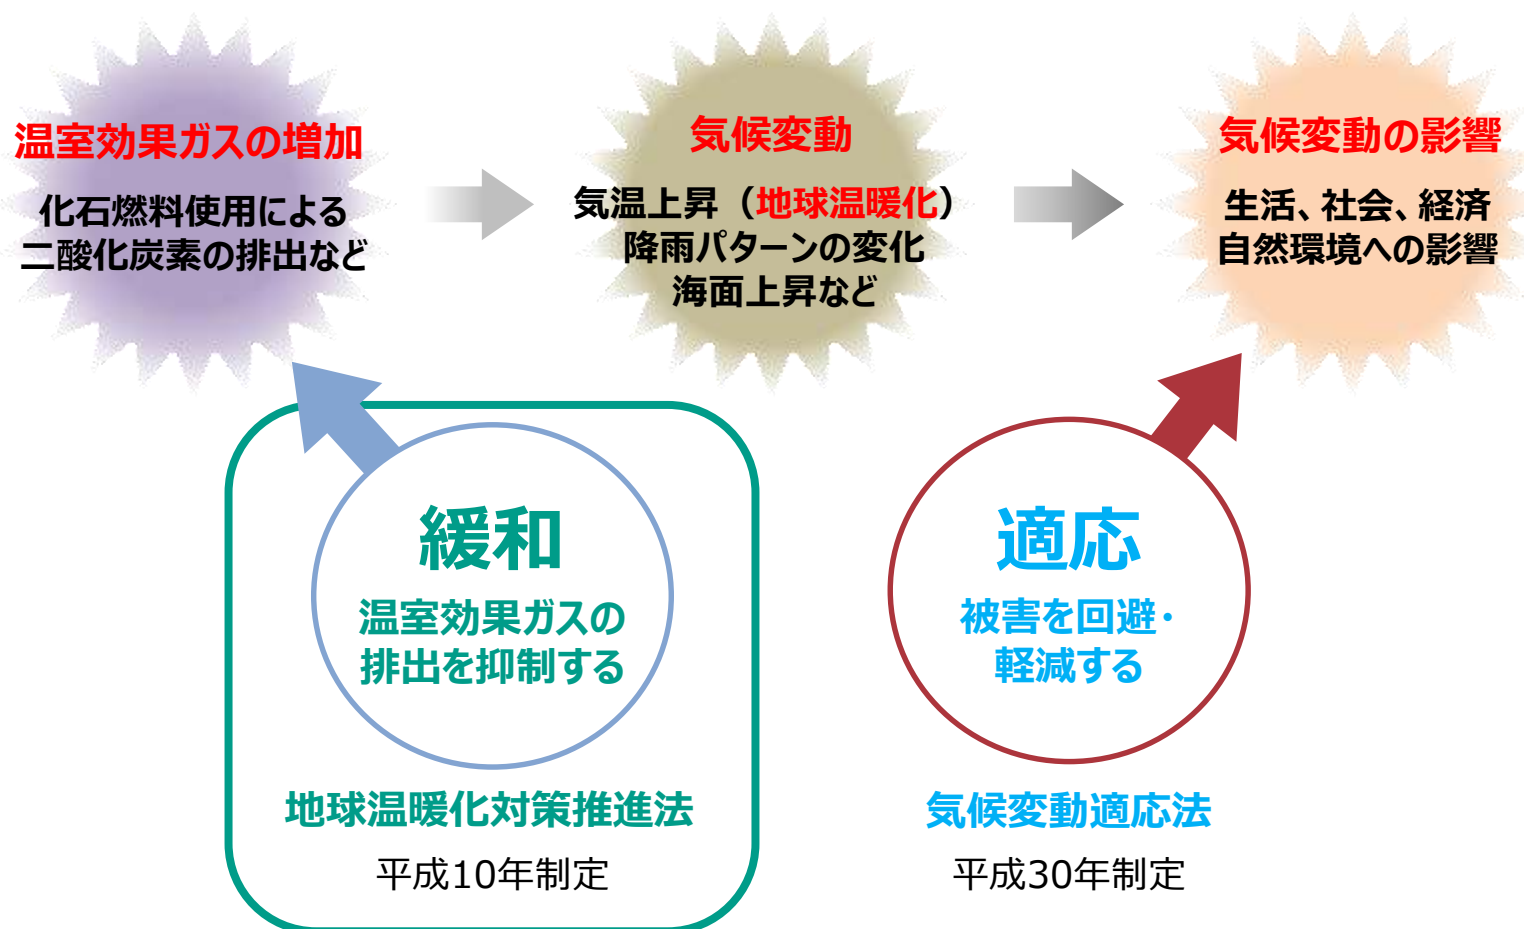 温室効果ガスの増加
化石燃料使用による
二酸化炭素の排出など
気候変動
気温上昇（地球温暖化）
降雨パターンの変化
海面上昇など
気候変動の影響
生活、社会、経済
自然環境への影響
緩和
温室効果ガスの
排出を抑制する
地球温暖化対策推進法
平成10年制定
適応
被害を回避・
軽減する
気候変動適応法
平成30年制定